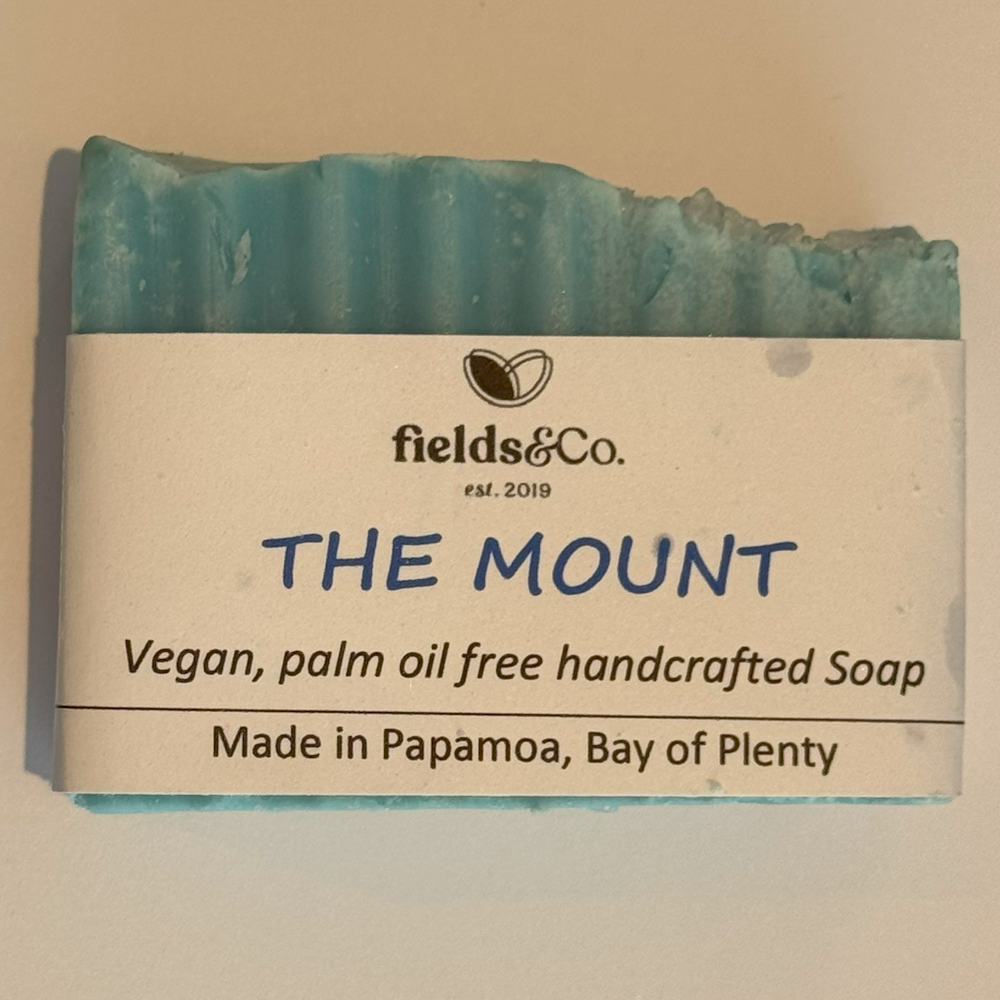 fields&Co.
est. 2019
THE MOUNT
Vegan, palm oil free handcrafted Soap
Made in Papamoa, Bay of Plenty